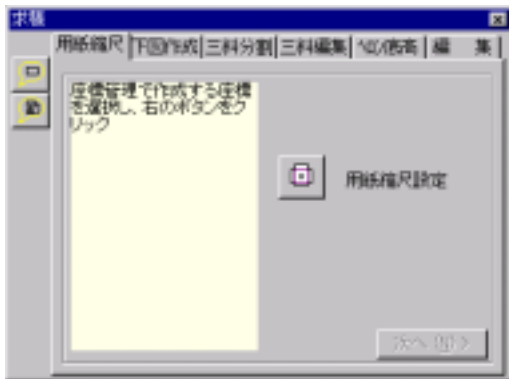 求積
用紙縮尺 下図作成 三斜分割 三斜編集 ヘロン/底高 編 集
座標管理で作成する座標
を選択し、右のボタンをク
リック
用紙縮尺設定
次へ(N) >